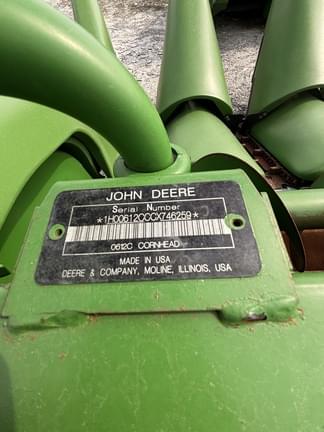 JOHN DEERE
Serial Number
*1H00612CCCX746259*
0612C CORNHEAD
MADE IN USA
DEERE & COMPANY, MOLINE, ILLINOIS, USA